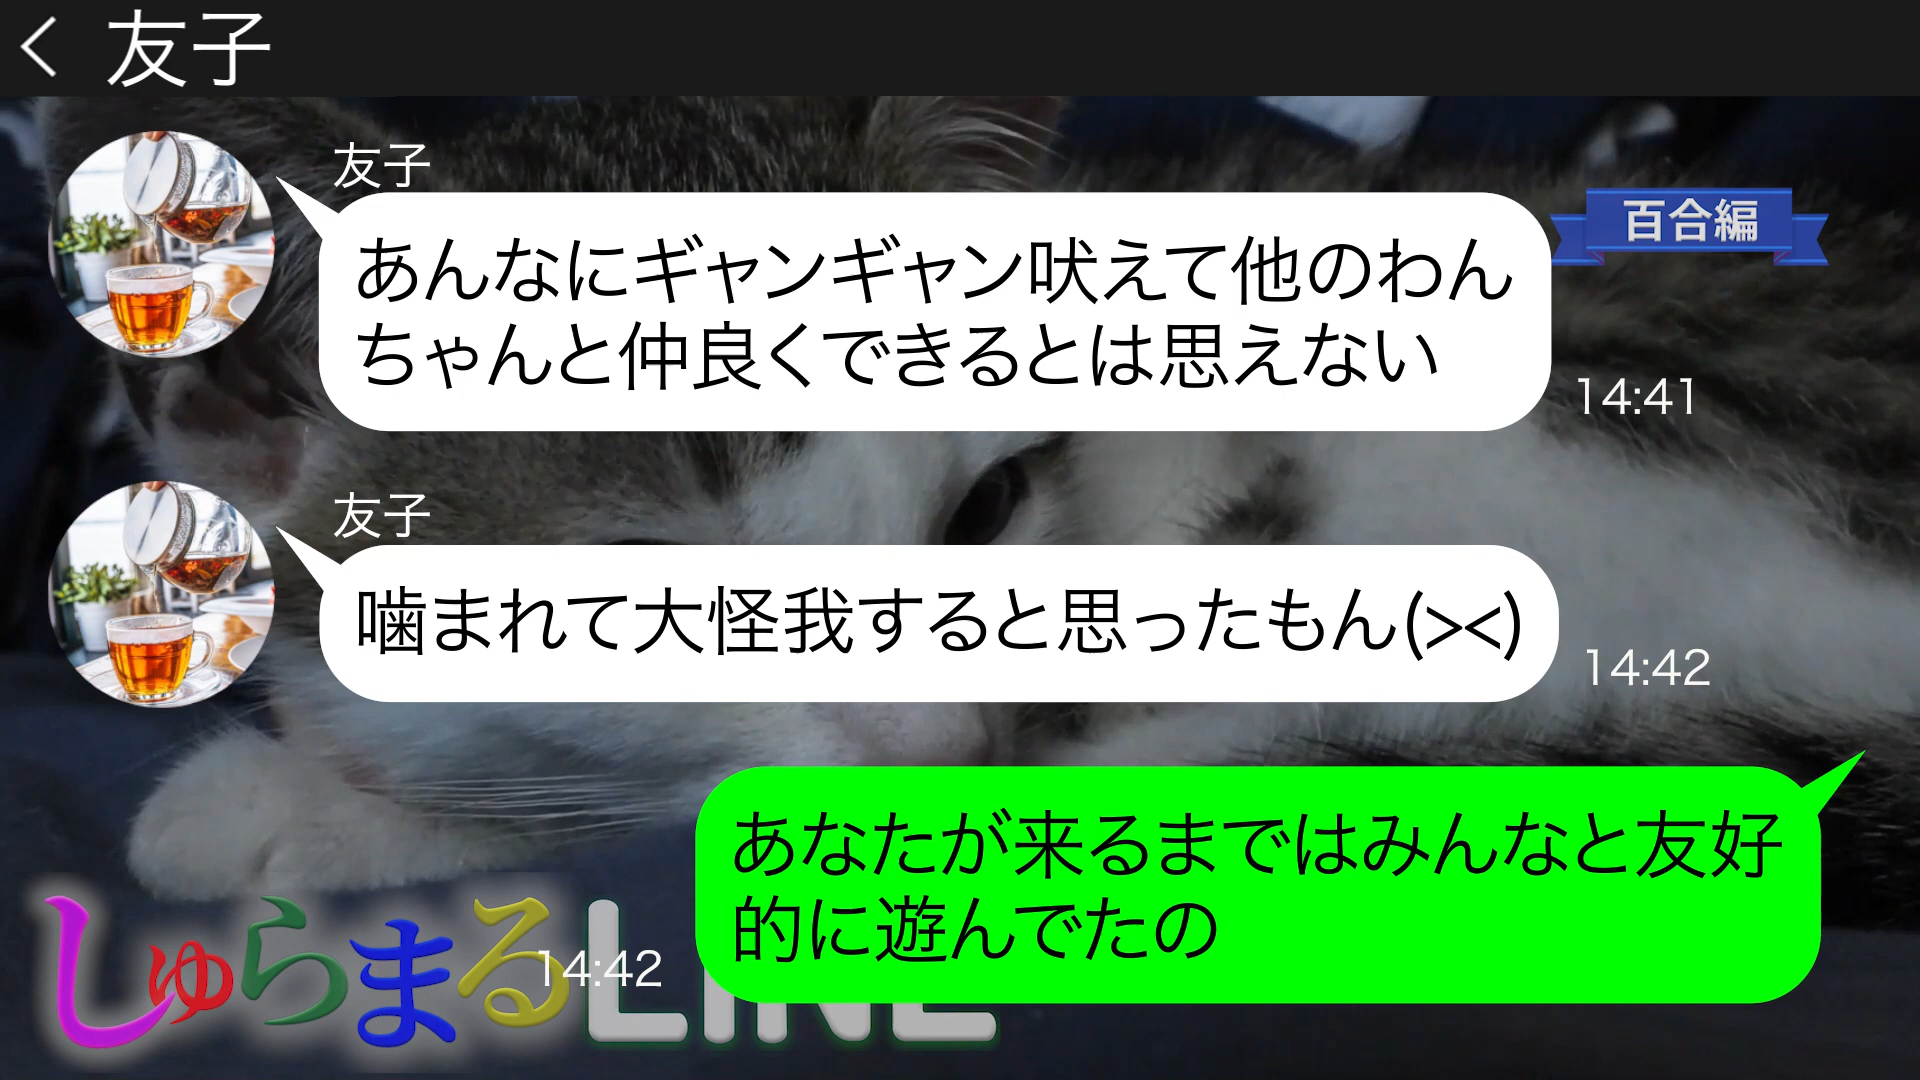 友子
友子
百合編
あんなにギャンギャン吠えて他のわん
ちゃんと仲良くできるとは思えない
14:41
友子
噛まれて大怪我すると思ったもん(><)
14:42
あなたが来るまではみんなと友好
的に遊んでたの
14:42
しゅらまるLINE